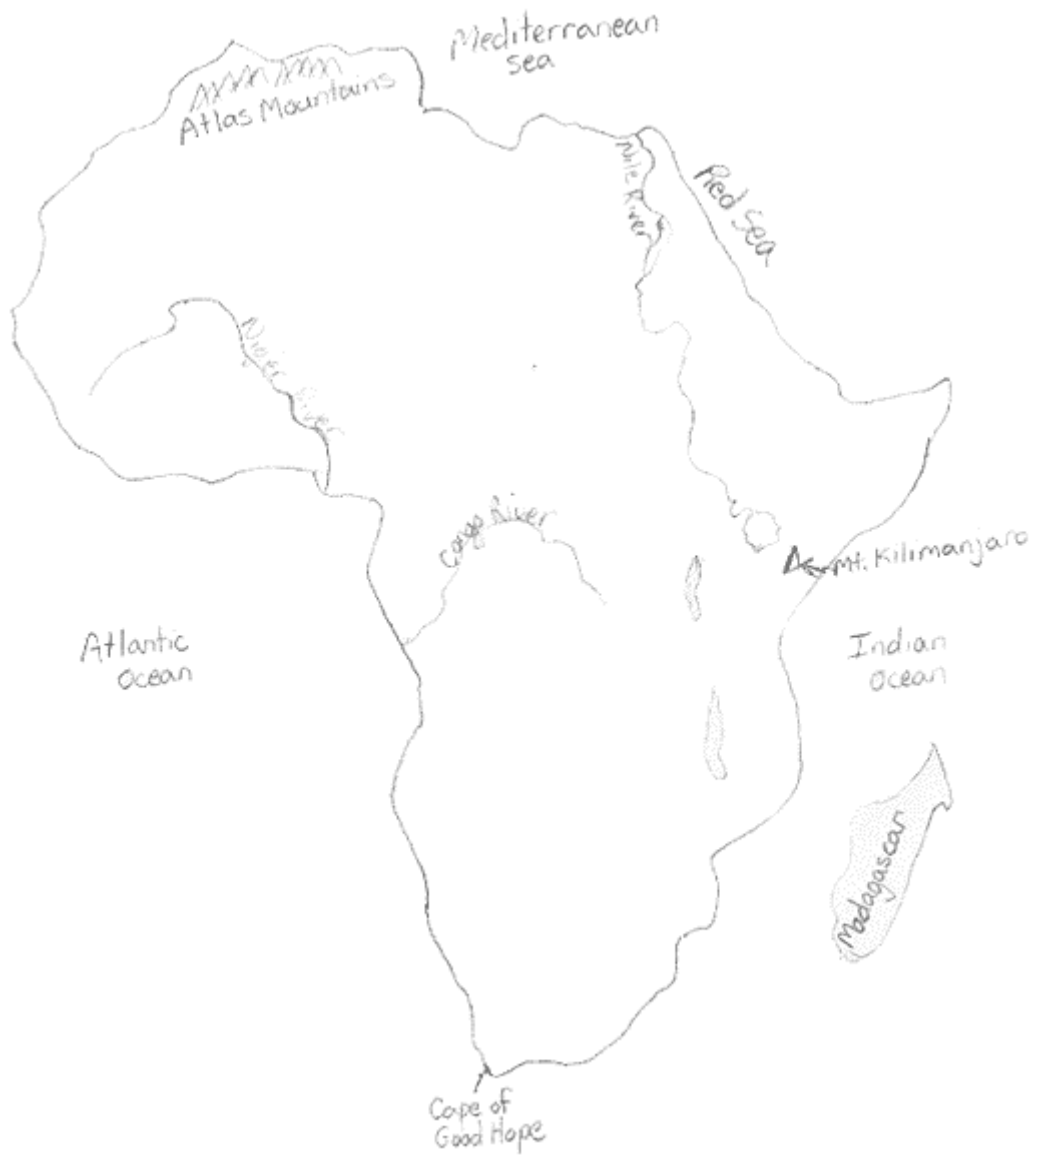 Mediterranean
Sea
Atlas Mountains
Nile River
Red Sea
Niger River
Congo River
Mt. Kilimanjaro
Atlantic
Ocean
Indian
Ocean
Madagascar
Cape of
Good Hope